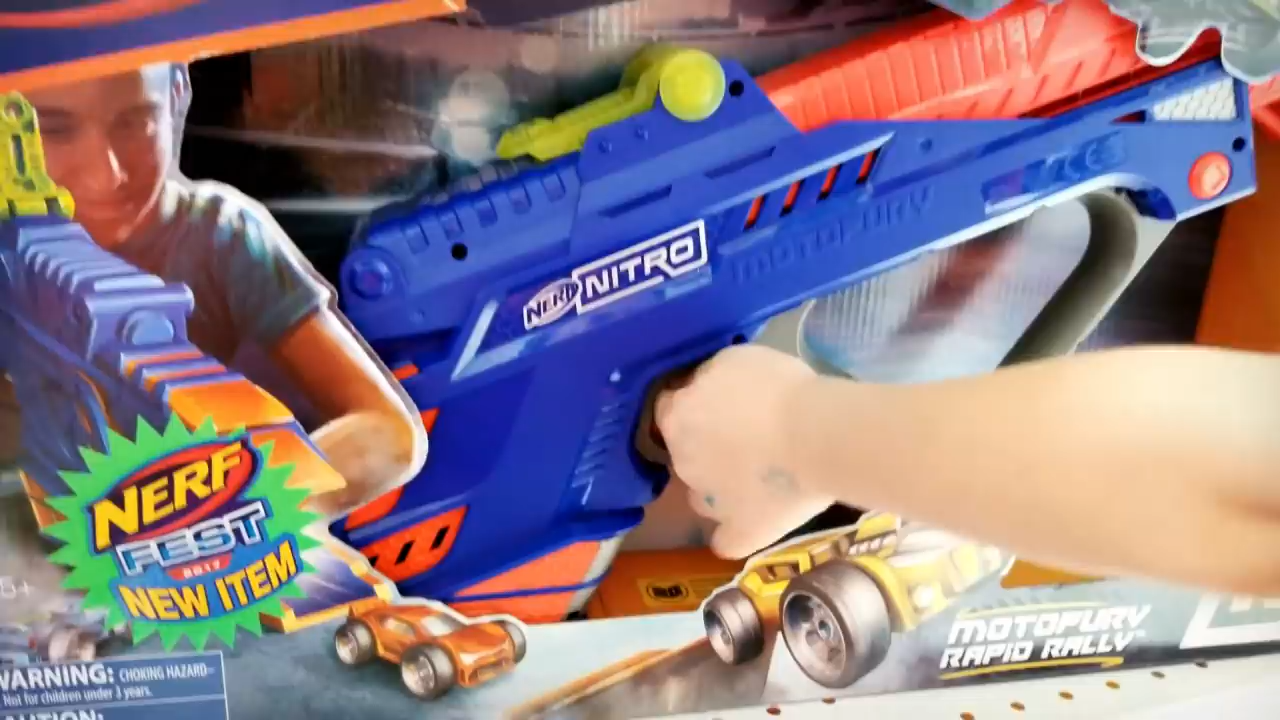 NERF NITRO
MOTOFURY
NERF
FEST
2017
NEW ITEM
WARNING: CHOKING HAZARD–
Not for children under 3 years.
MOTOFURY
RAPID RALLY